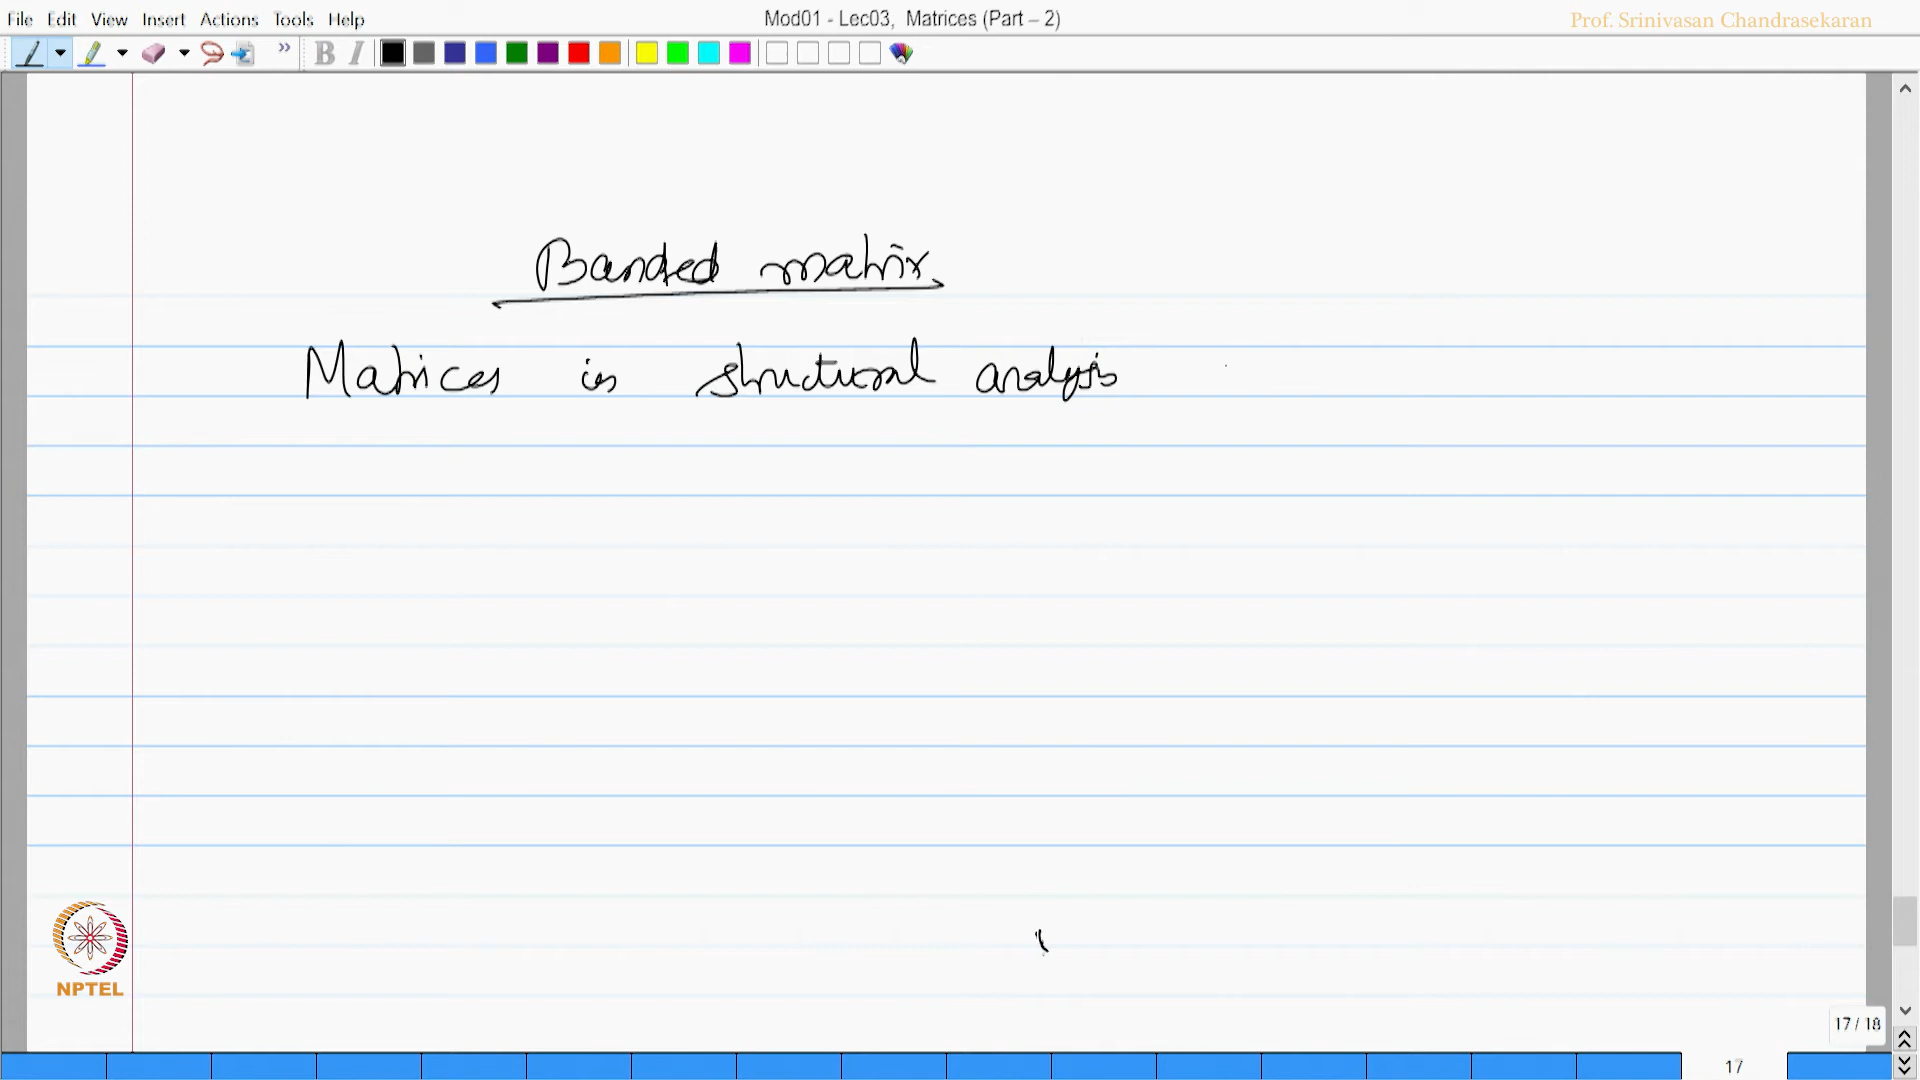 File Edit View Insert Actions Tools Help
Mod01 - Lec03, Matrices (Part – 2)
Prof. Srinivasan Chandrasekaran
B I
Banded matrix
Matrices in structural analysis
NPTEL
17 / 18
17